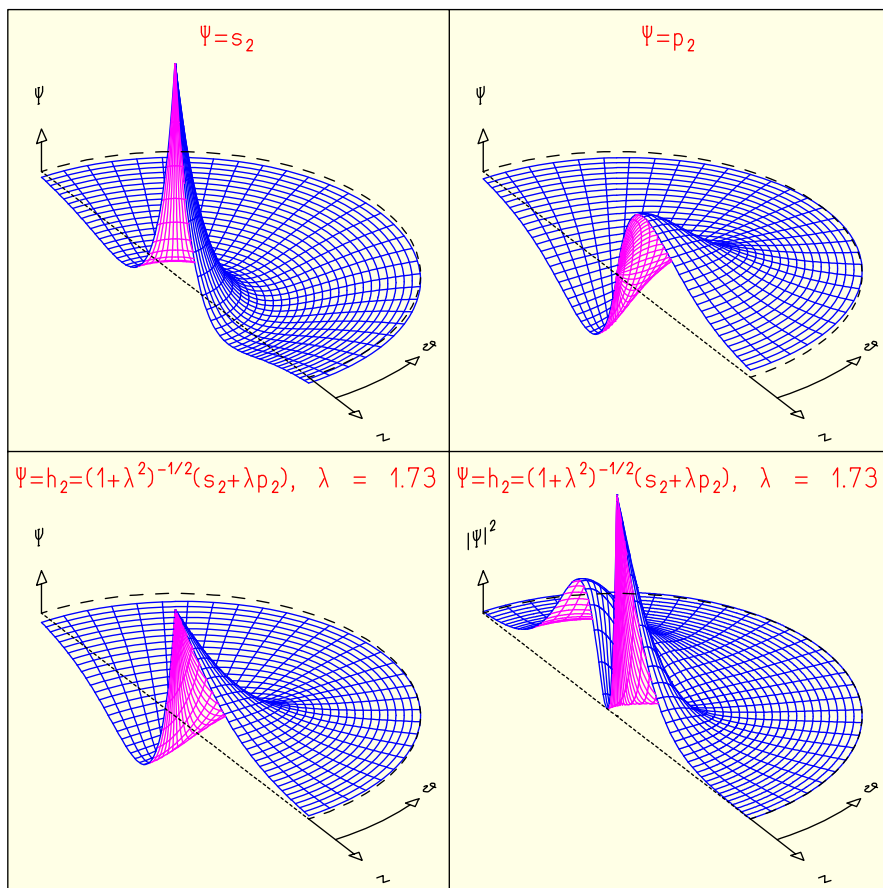 Ψ=s₂
Ψ=p₂
Ψ
Ψ
ϑ
ϑ
z
z
Ψ=h₂=(1+λ²)⁻¹/²(s₂+λp₂), λ = 1.73
Ψ=h₂=(1+λ²)⁻¹/²(s₂+λp₂), λ = 1.73
Ψ
|Ψ|²
ϑ
ϑ
z
z